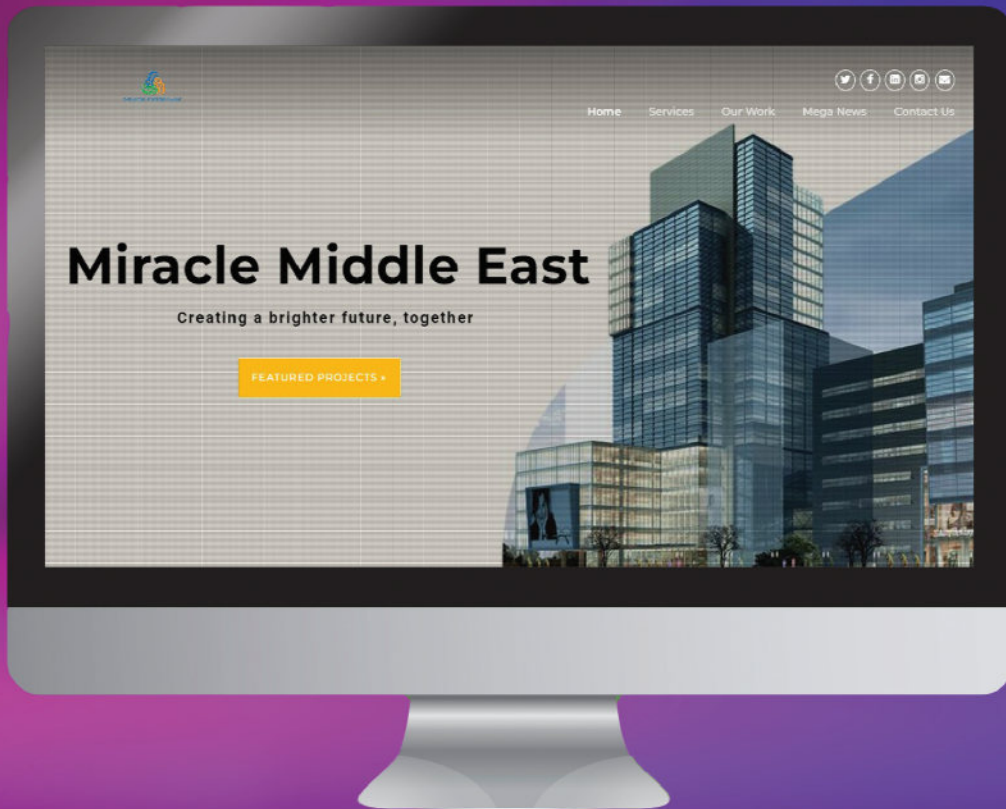 Home Services Our Work Mega News Contact Us
Miracle Middle East
Creating a brighter future, together
FEATURED PROJECTS »